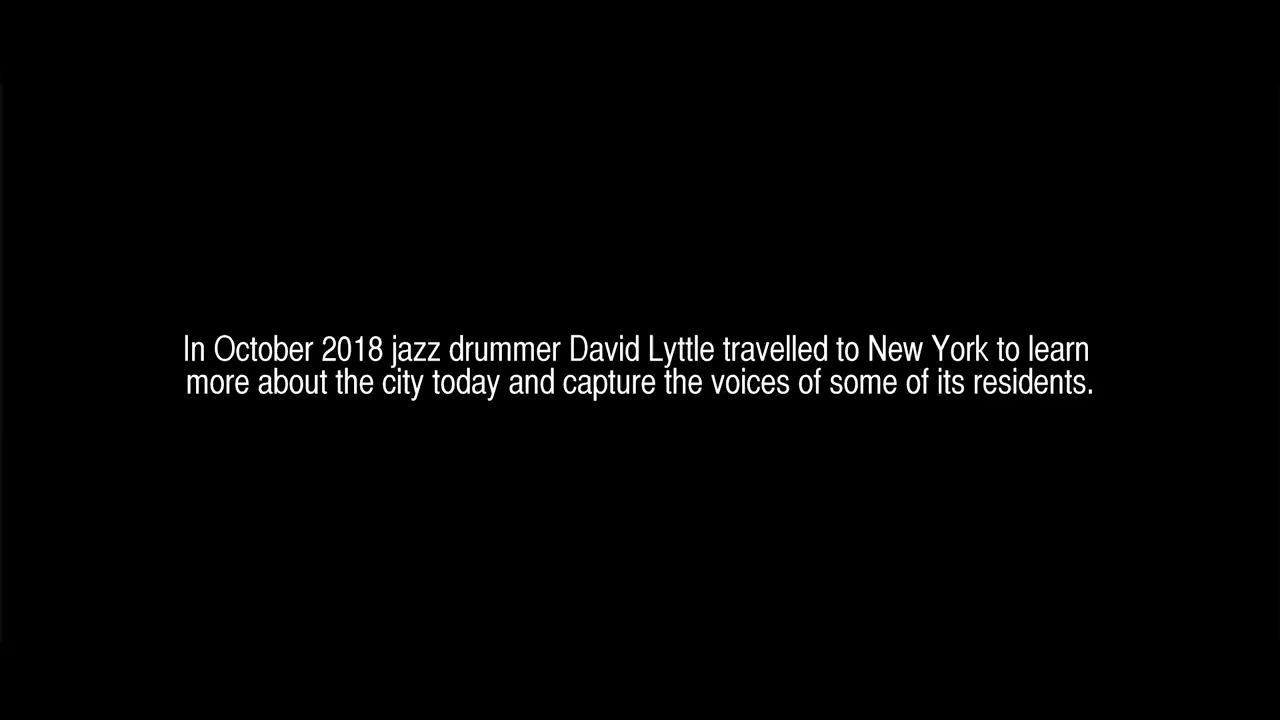 In October 2018 jazz drummer David Lyttle travelled to New York to learn
more about the city today and capture the voices of some of its residents.